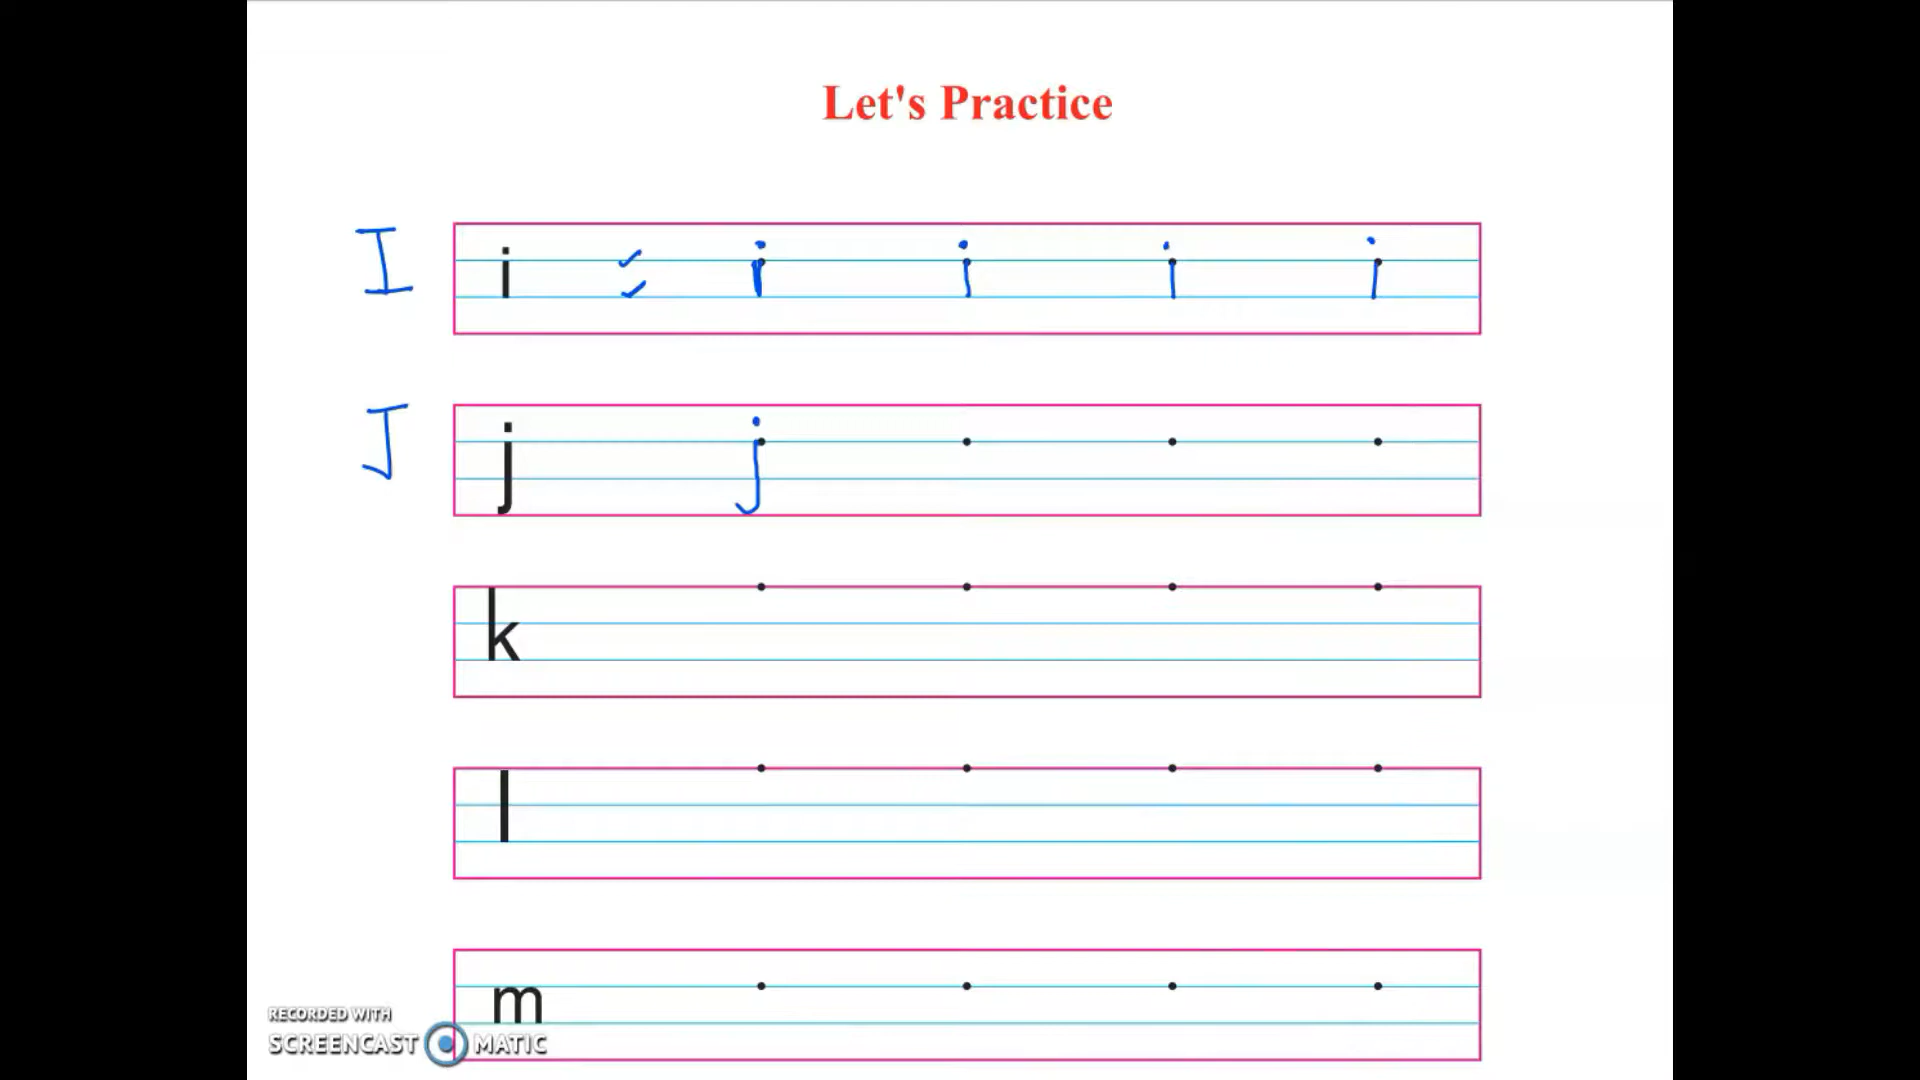 Let's Practice
I i i i i i
J j j
k
l
m
RECORDED WITH
SCREENCAST MATIC